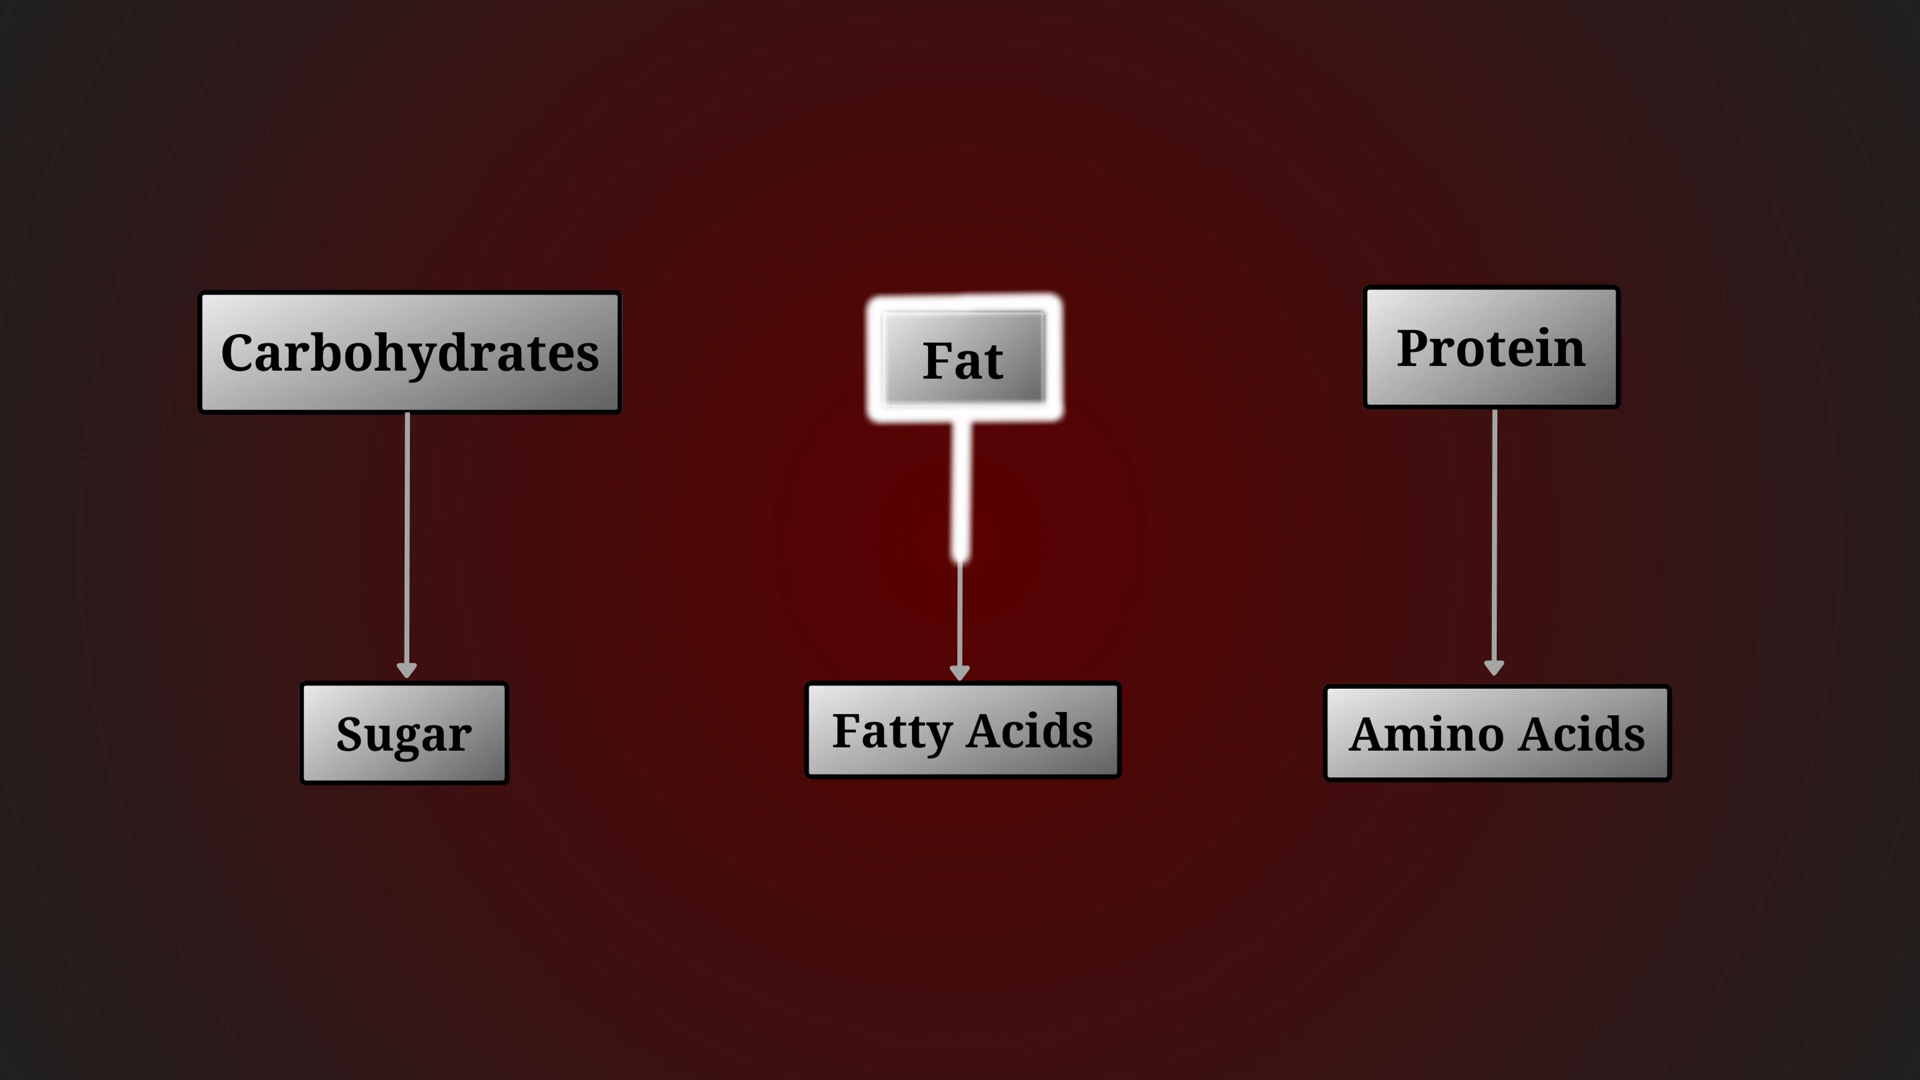 Carbohydrates
Fat
Protein
Sugar
Fatty Acids
Amino Acids